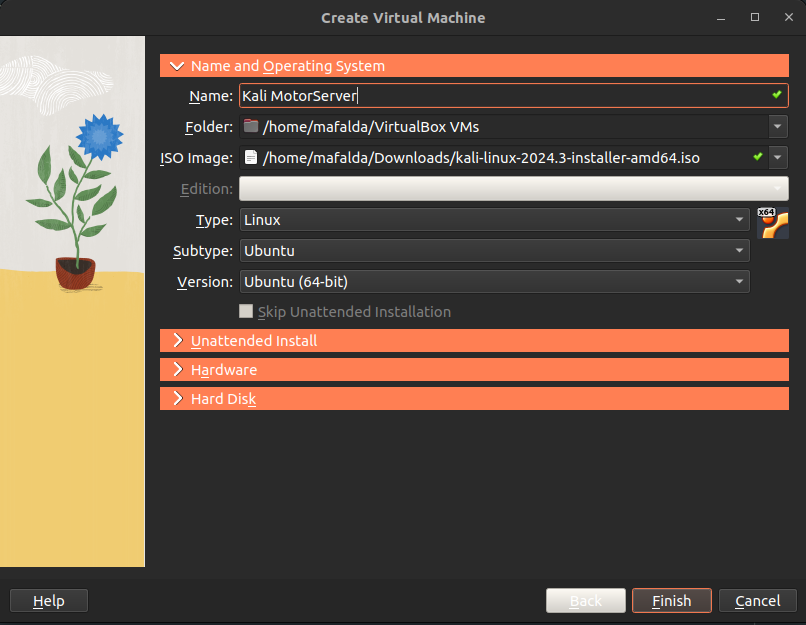 Create Virtual Machine
Name and Operating System
Name: Kali MotorServer
Folder: /home/mafalda/VirtualBox VMs
ISO Image: /home/mafalda/Downloads/kali-linux-2024.3-installer-amd64.iso
Edition:
Type: Linux
x64
Subtype: Ubuntu
Version: Ubuntu (64-bit)
Skip Unattended Installation
Unattended Install
Hardware
Hard Disk
Help Back Finish Cancel